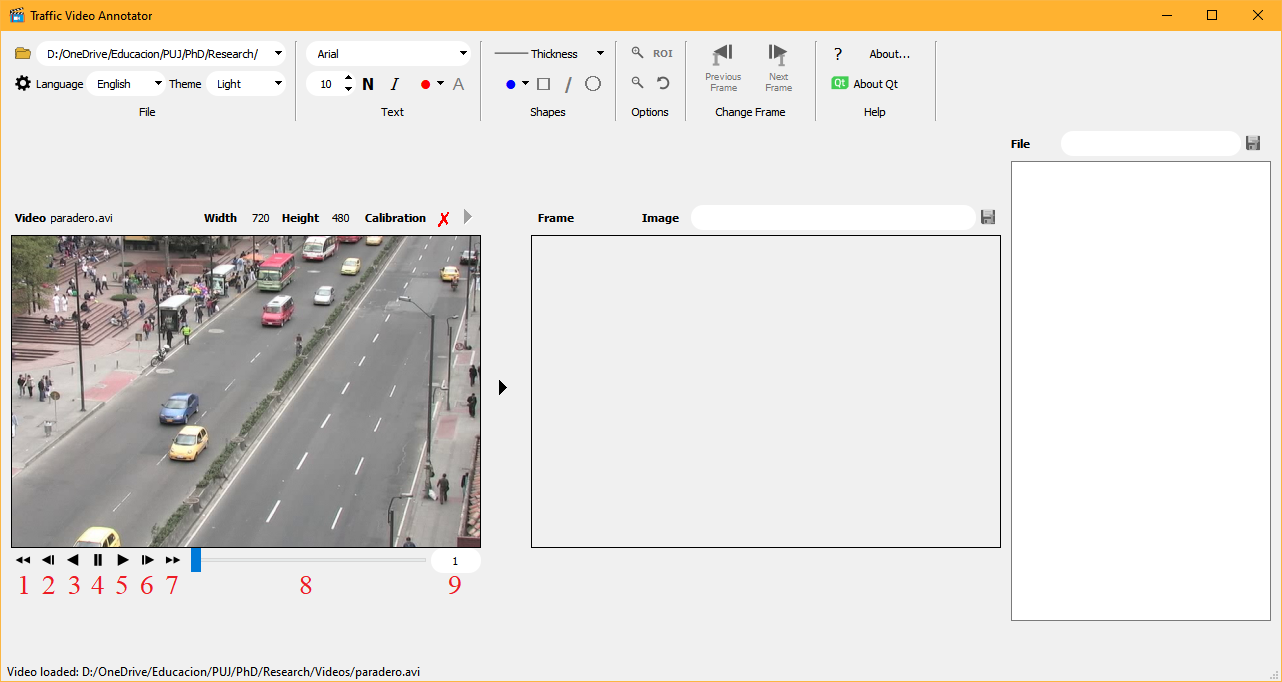 Traffic Video Annotator
D:/OneDrive/Educacion/PUJ/PhD/Research/
Arial
Thickness
ROI
? About...
Language English Theme Light
10 N I A
Previous Frame
Next Frame
Qt About Qt
File
Text
Shapes
Options
Change Frame
Help
File
Video paradero.avi Width 720 Height 480 Calibration ✗
Frame Image
1
1 2 3 4 5 6 7 8 9
Video loaded: D:/OneDrive/Educacion/PUJ/PhD/Research/Videos/paradero.avi